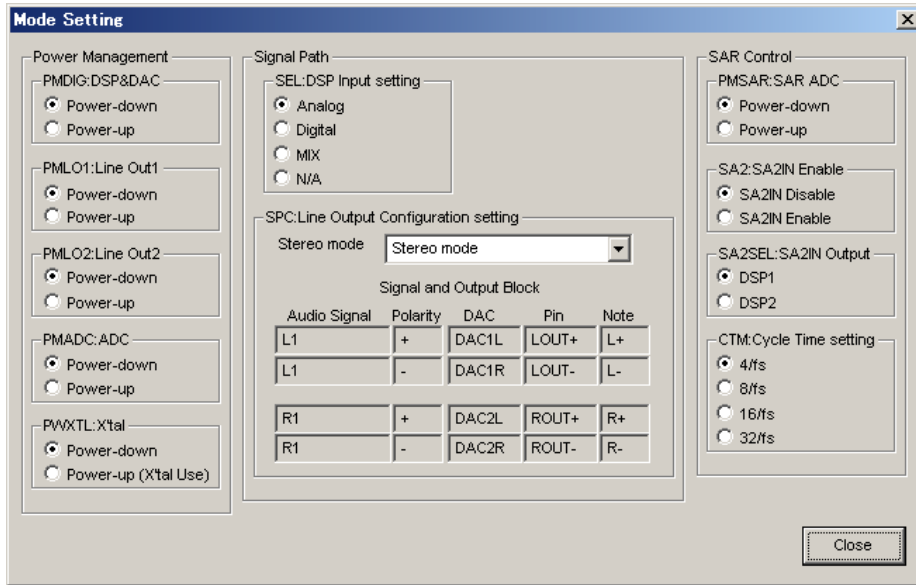 Mode Setting
Power Management
PMDIG:DSP&DAC
Power-down
Power-up
PMLO1:Line Out1
Power-down
Power-up
PMLO2:Line Out2
Power-down
Power-up
PMADC:ADC
Power-down
Power-up
PWXTL:X'tal
Power-down
Power-up (X'tal Use)
Signal Path
SEL:DSP Input setting
Analog
Digital
MIX
N/A
SPC:Line Output Configuration setting
Stereo mode Stereo mode
Signal and Output Block
Audio Signal Polarity DAC Pin Note
L1 + DAC1L LOUT+ L+
L1 - DAC1R LOUT- L-
R1 + DAC2L ROUT+ R+
R1 - DAC2R ROUT- R-
SAR Control
PMSAR:SAR ADC
Power-down
Power-up
SA2:SA2IN Enable
SA2IN Disable
SA2IN Enable
SA2SEL:SA2IN Output
DSP1
DSP2
CTM:Cycle Time setting
4/fs
8/fs
16/fs
32/fs
Close